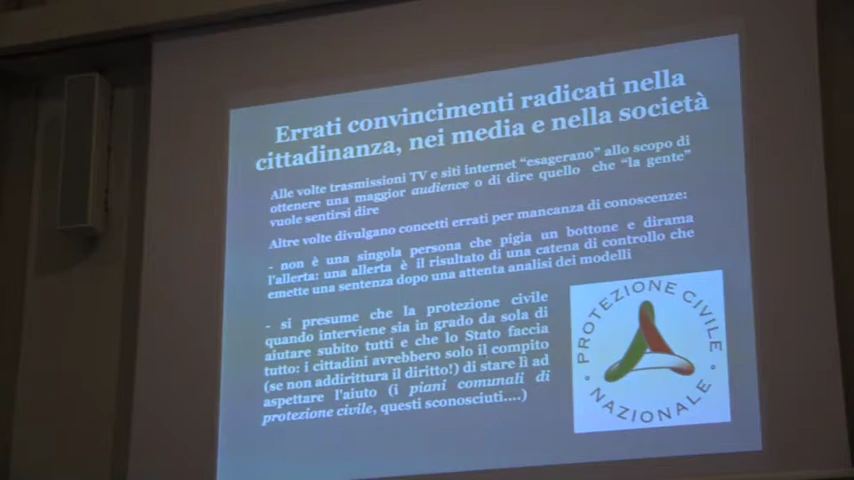 Errati convincimenti radicati nella
cittadinanza, nei media e nella società
Alle volte trasmissioni TV e siti internet “esagerano” allo scopo di
ottenere una maggior audience o di dire quello che “la gente”
vuole sentirsi dire
Altre volte divulgano concetti errati per mancanza di conoscenze:
- non è una singola persona che pigia un bottone e dirama
l'allerta: una allerta è il risultato di una catena di controllo che
emette una sentenza dopo una attenta analisi dei modelli
- si presume che la protezione civile
quando interviene sia in grado da sola di
aiutare subito tutti e che lo Stato faccia
tutto: i cittadini avrebbero solo il compito
(se non addirittura il diritto!) di stare lì ad
aspettare l'aiuto (i piani comunali di
protezione civile, questi sconosciuti....)
PROTEZIONE CIVILE
NAZIONALE